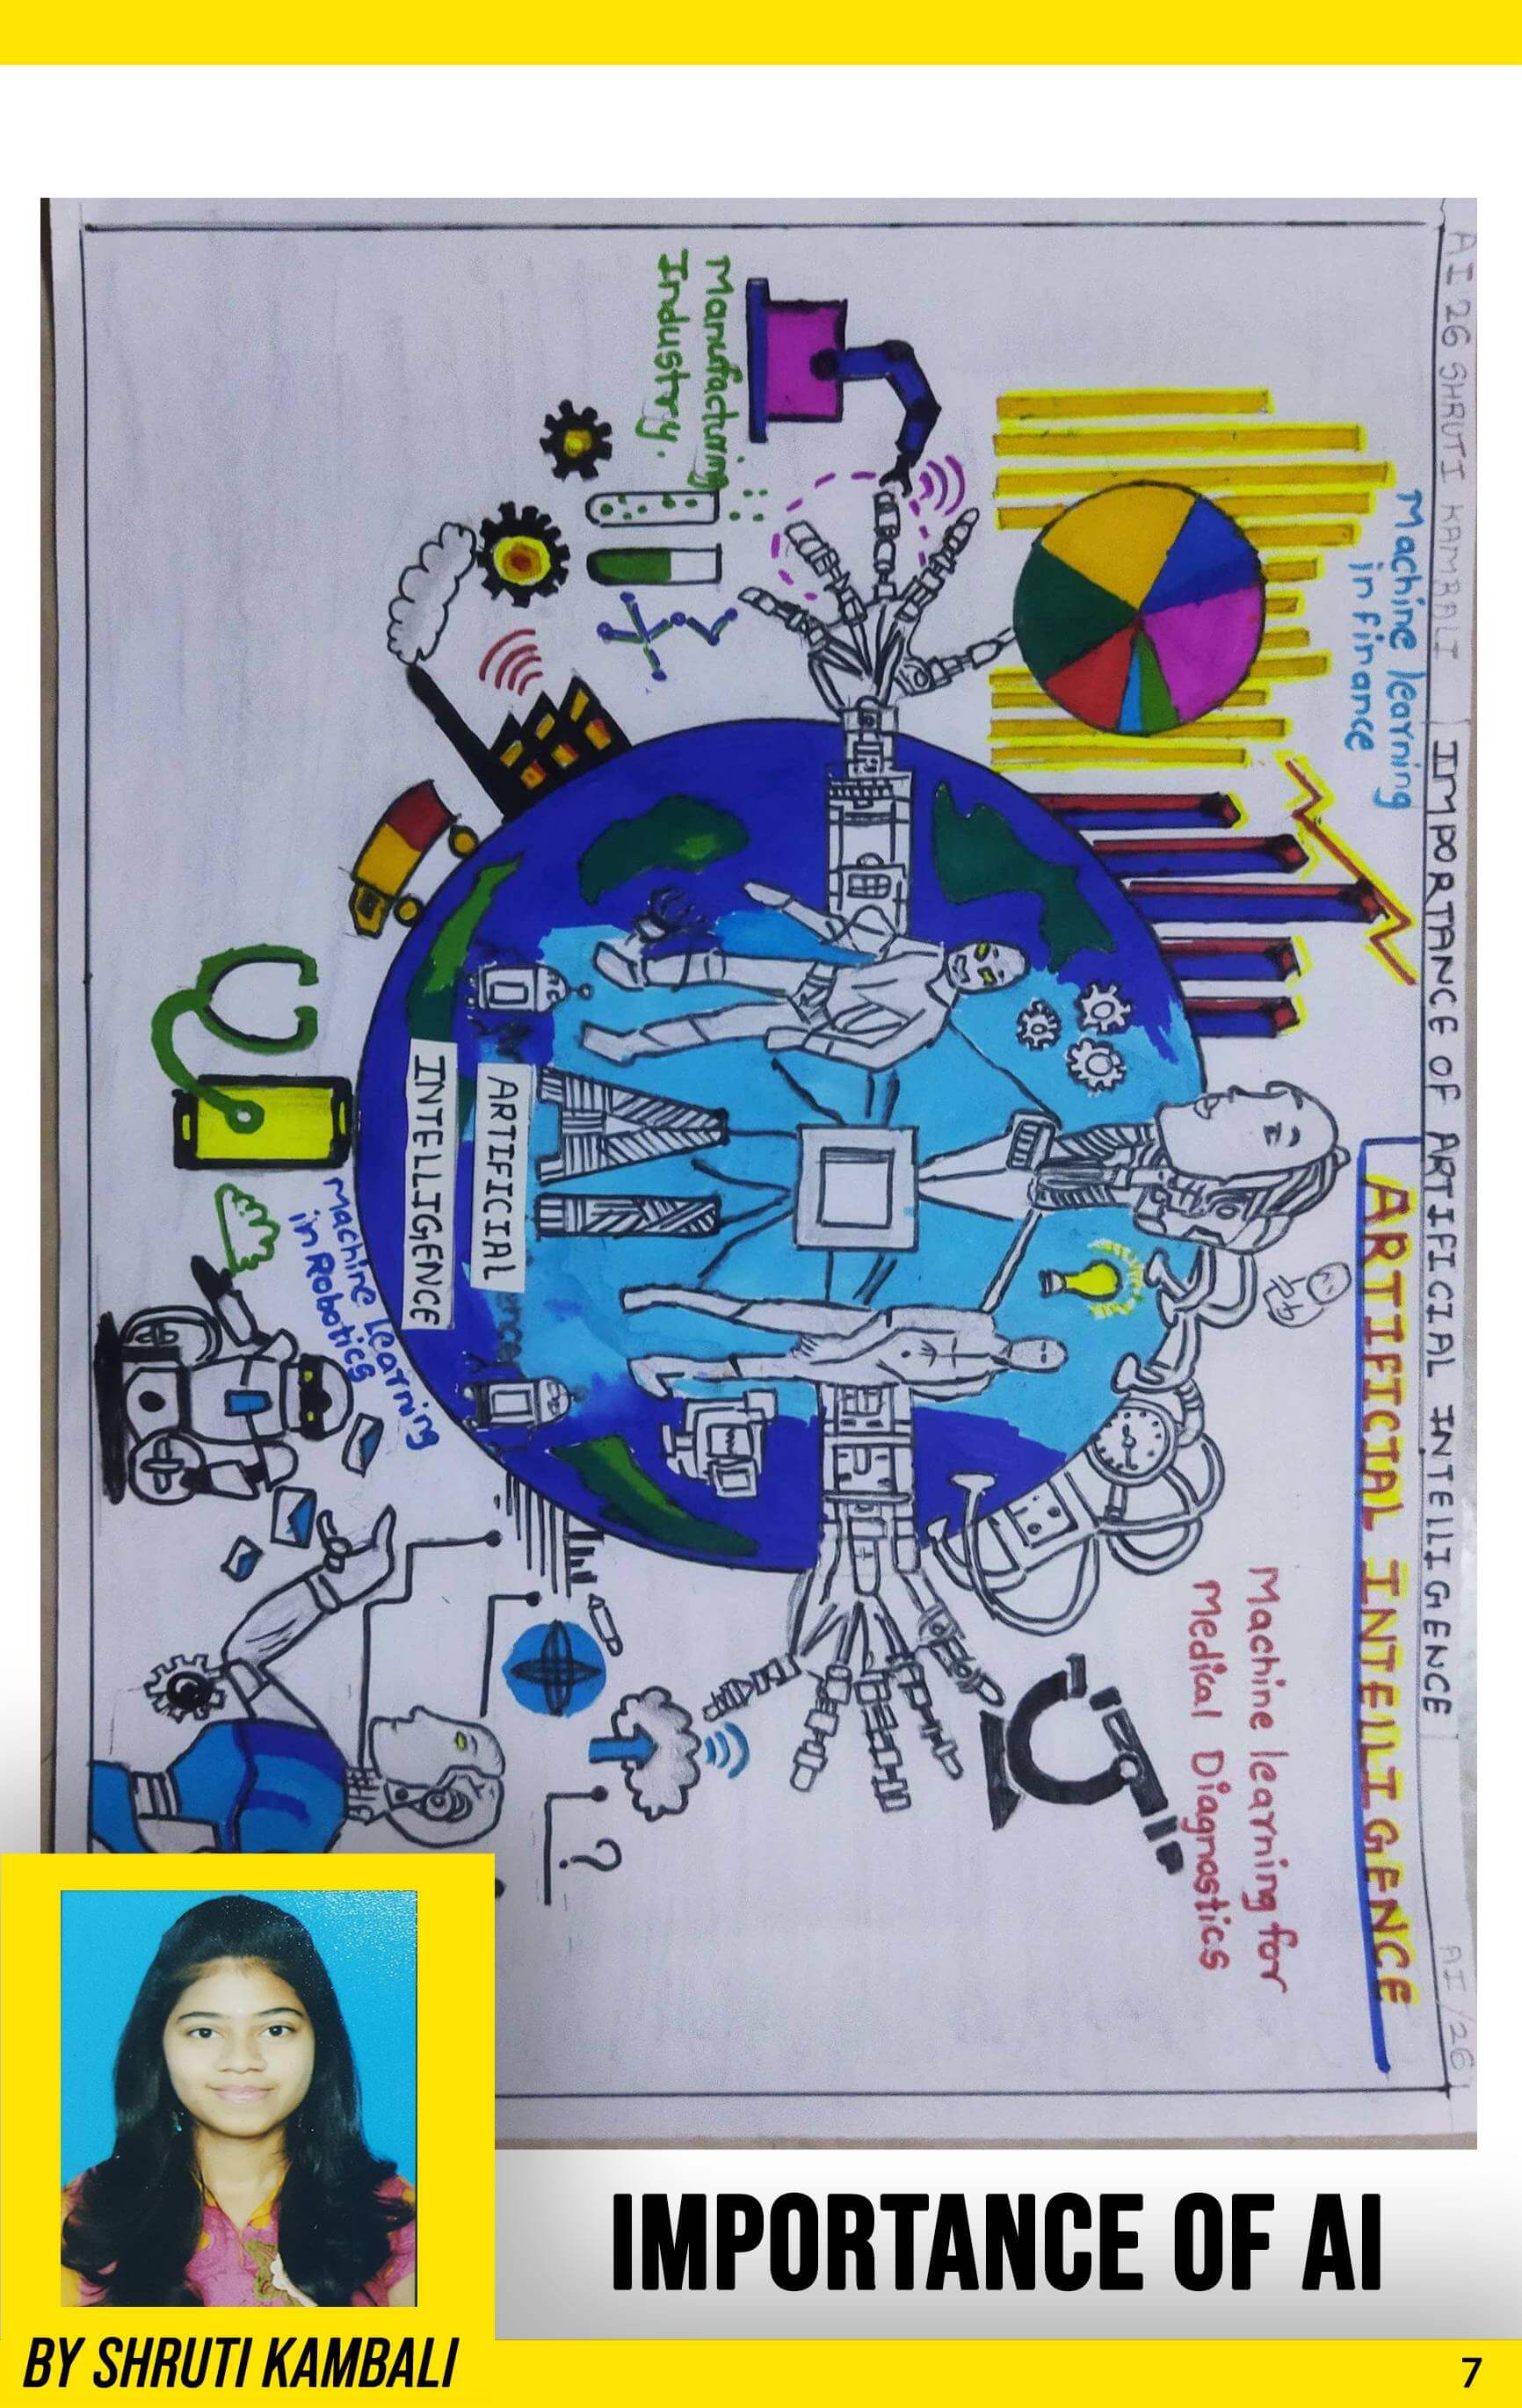 AI 26 SHRUTI KAMBALI
IMPORTANCE OF ARTIFICIAL INTELLIGENCE
AI/26
ARTIFICIAL INTELLIGENCE
Machine learning
in finance
Machine learning for
Medical Diagnostics
Manufacturing
Industry.
AI
ARTIFICIAL
INTELLIGENCE
Machine Learning
in Robotics
?
IMPORTANCE OF AI
BY SHRUTI KAMBALI
7